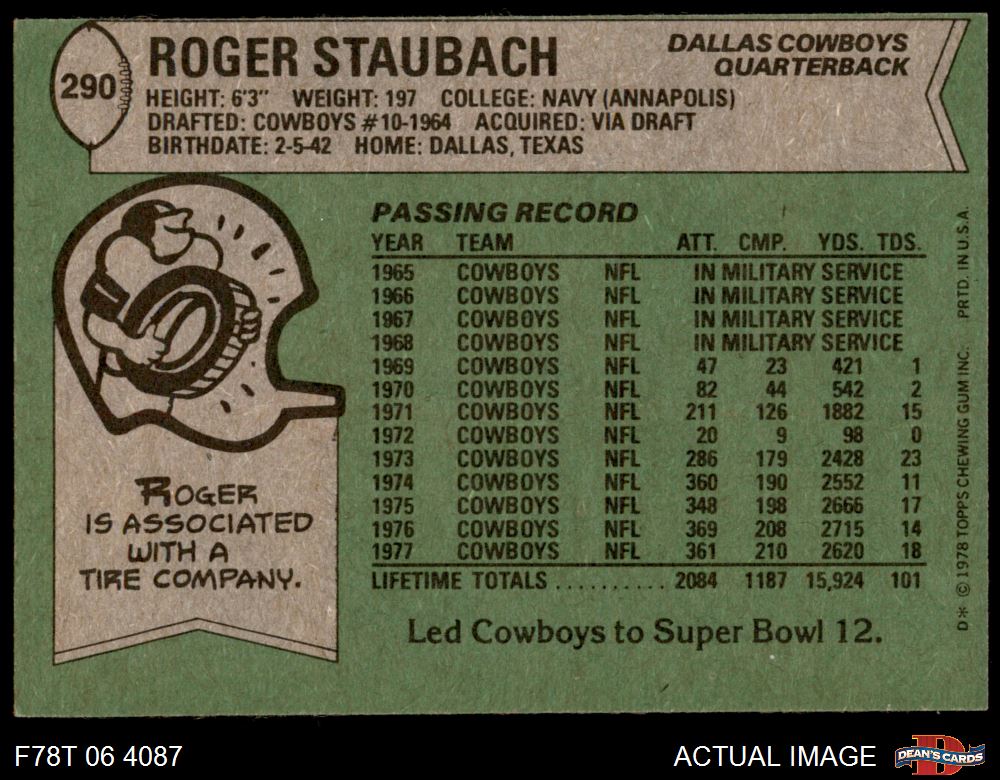 290
ROGER STAUBACH
DALLAS COWBOYS
QUARTERBACK
HEIGHT: 6'3" WEIGHT: 197 COLLEGE: NAVY (ANNAPOLIS)
DRAFTED: COWBOYS #10-1964 ACQUIRED: VIA DRAFT
BIRTHDATE: 2-5-42 HOME: DALLAS, TEXAS
ROGER
IS ASSOCIATED
WITH A
TIRE COMPANY.
PASSING RECORD
YEAR TEAM ATT. CMP. YDS. TDS.
1965 COWBOYS NFL IN MILITARY SERVICE
1966 COWBOYS NFL IN MILITARY SERVICE
1967 COWBOYS NFL IN MILITARY SERVICE
1968 COWBOYS NFL IN MILITARY SERVICE
1969 COWBOYS NFL 47 23 421 1
1970 COWBOYS NFL 82 44 542 2
1971 COWBOYS NFL 211 126 1882 15
1972 COWBOYS NFL 20 9 98 0
1973 COWBOYS NFL 286 179 2428 23
1974 COWBOYS NFL 360 190 2552 11
1975 COWBOYS NFL 348 198 2666 17
1976 COWBOYS NFL 369 208 2715 14
1977 COWBOYS NFL 361 210 2620 18
LIFETIME TOTALS .......... 2084 1187 15,924 101
Led Cowboys to Super Bowl 12.
D* © 1978 TOPPS CHEWING GUM INC. PRTD. IN U.S.A.
F78T 06 4087
ACTUAL IMAGE
D
DEAN'S CARDS